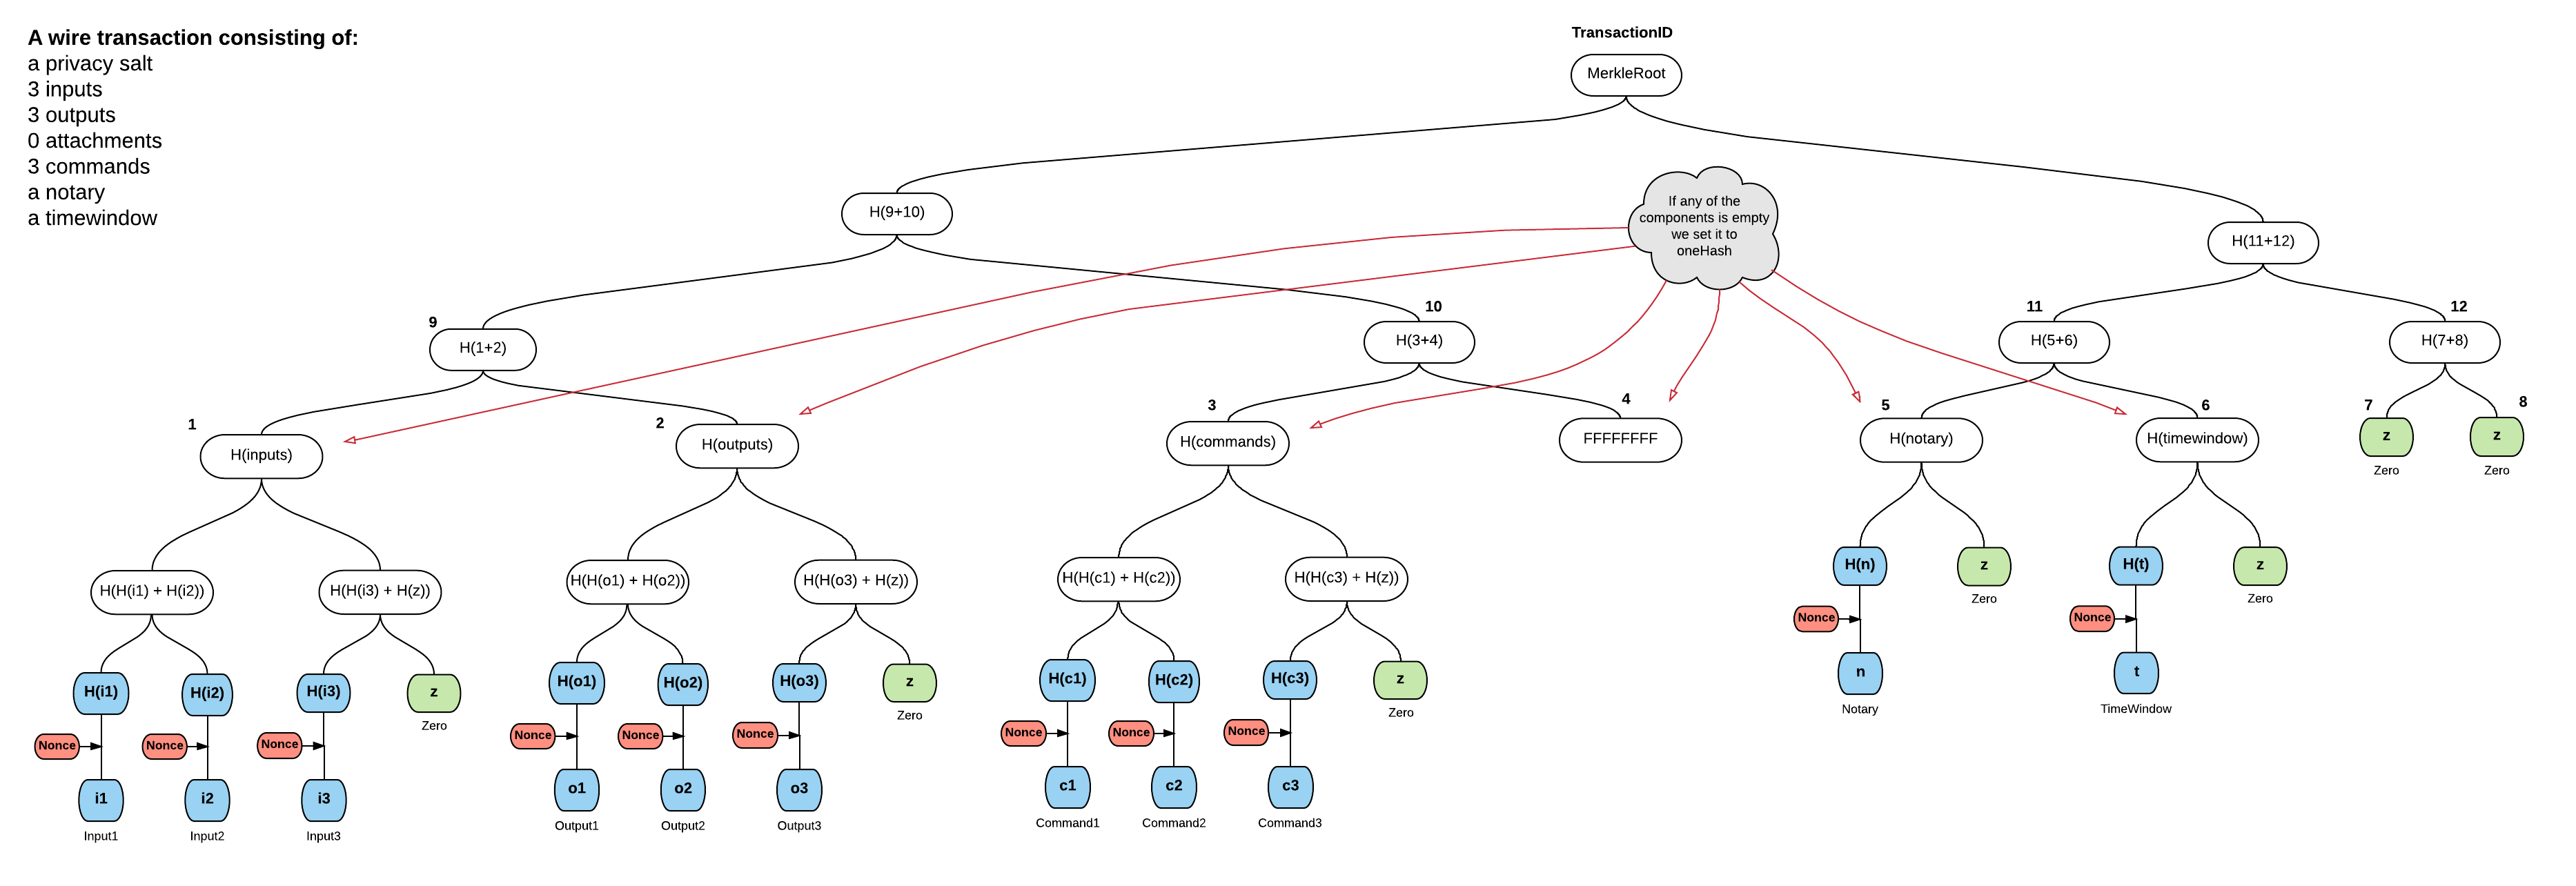 A wire transaction consisting of:
a privacy salt
3 inputs
3 outputs
0 attachments
3 commands
a notary
a timewindow
TransactionID
MerkleRoot
H(9+10)
If any of the
components is empty
we set it to
oneHash
H(11+12)
9
H(1+2)
10
H(3+4)
11
H(5+6)
12
H(7+8)
1
H(inputs)
2
H(outputs)
3
H(commands)
4
FFFFFFFF
5
H(notary)
6
H(timewindow)
7
z
Zero
8
z
Zero
H(H(i1) + H(i2))
H(H(i3) + H(z))
H(H(o1) + H(o2))
H(H(o3) + H(z))
H(H(c1) + H(c2))
H(H(c3) + H(z))
H(n)
z
Zero
H(t)
z
Zero
Nonce
n
Notary
Nonce
t
TimeWindow
H(i1)
H(i2)
H(i3)
z
Zero
H(o1)
H(o2)
H(o3)
z
Zero
H(c1)
H(c2)
H(c3)
z
Zero
Nonce
Nonce
Nonce
Nonce
Nonce
Nonce
Nonce
Nonce
Nonce
i1
i2
i3
o1
o2
o3
c1
c2
c3
Input1
Input2
Input3
Output1
Output2
Output3
Command1
Command2
Command3